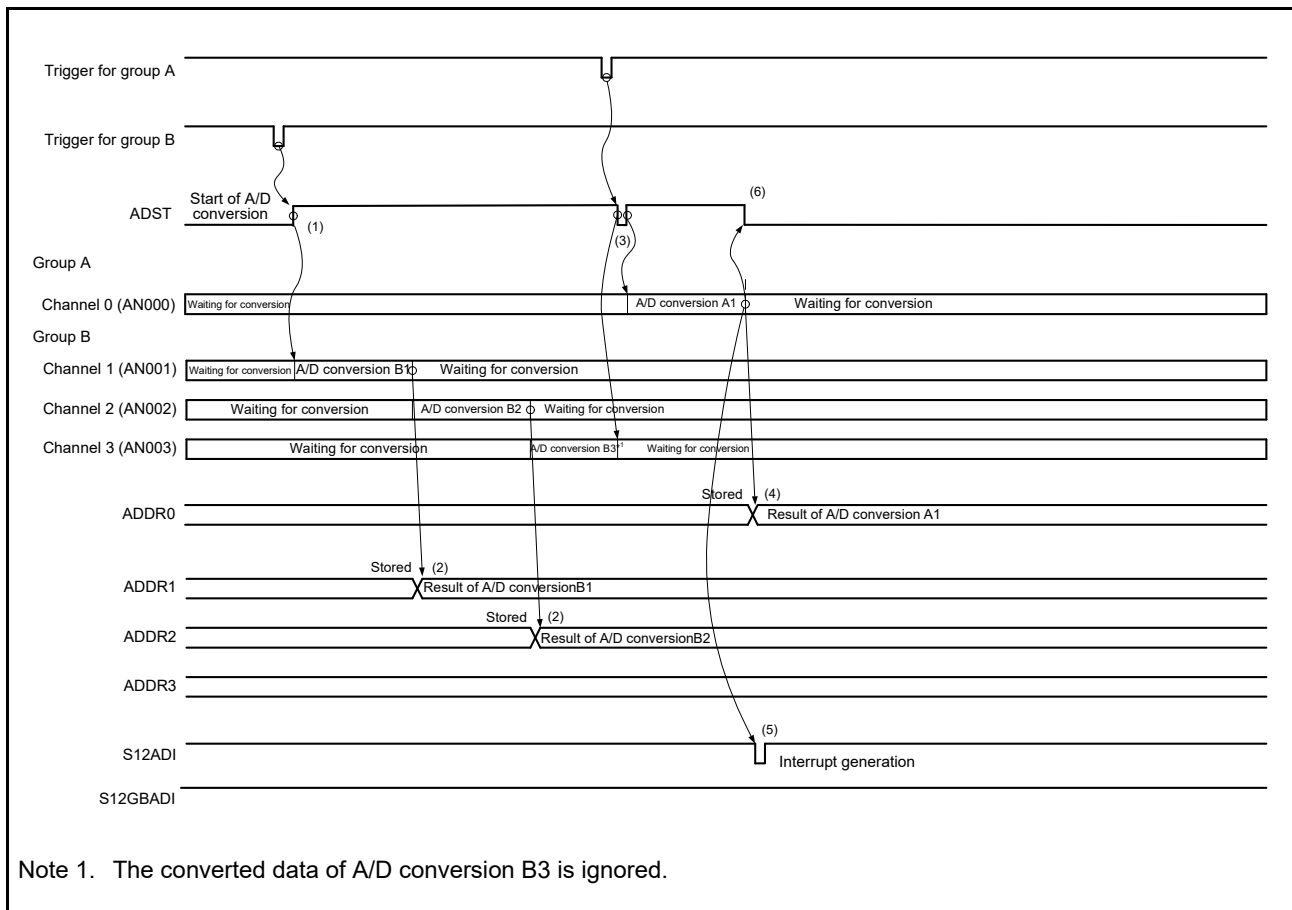 Trigger for group A
Trigger for group B
Start of A/D
conversion
ADST
(1)
(3)
(6)
Group A
Channel 0 (AN000)
Waiting for conversion
A/D conversion A1
Waiting for conversion
Group B
Channel 1 (AN001)
Waiting for conversion
A/D conversion B1
Waiting for conversion
Channel 2 (AN002)
Waiting for conversion
A/D conversion B2
Waiting for conversion
Channel 3 (AN003)
Waiting for conversion
A/D conversion B3*1
Waiting for conversion
Stored
(4)
ADDR0
Result of A/D conversion A1
Stored
(2)
ADDR1
Result of A/D conversionB1
Stored
(2)
ADDR2
Result of A/D conversionB2
ADDR3
S12ADI
(5)
Interrupt generation
S12GBADI
Note 1. The converted data of A/D conversion B3 is ignored.